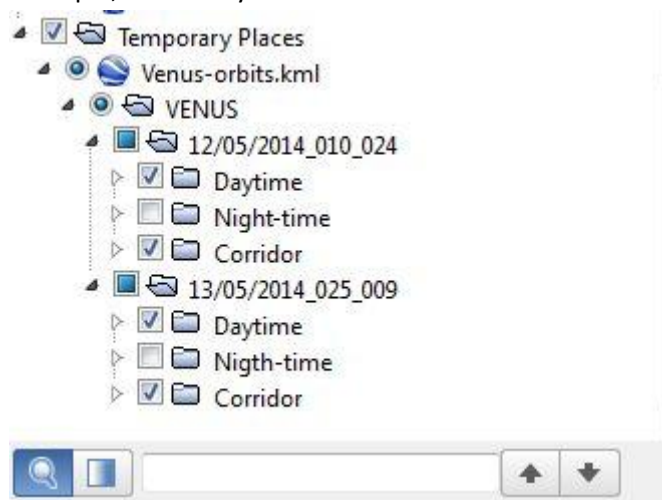 Temporary Places
Venus-orbits.kml
VENUS
12/05/2014_010_024
Daytime
Night-time
Corridor
13/05/2014_025_009
Daytime
Nigth-time
Corridor